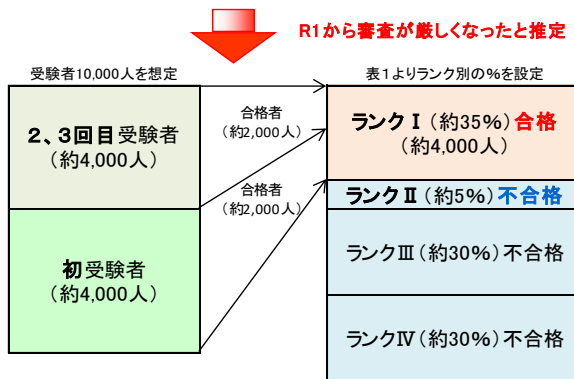 R1から審査が厳しくなったと推定
受験者10,000人を想定
表1よりランク別の%を設定
2、3回目受験者
(約4,000人)
初受験者
(約4,000人)
合格者
(約2,000人)
合格者
(約2,000人)
ランクⅠ(約35%)合格
(約4,000人)
ランクⅡ(約5%)不合格
ランクⅢ(約30%)不合格
ランクⅣ(約30%)不合格